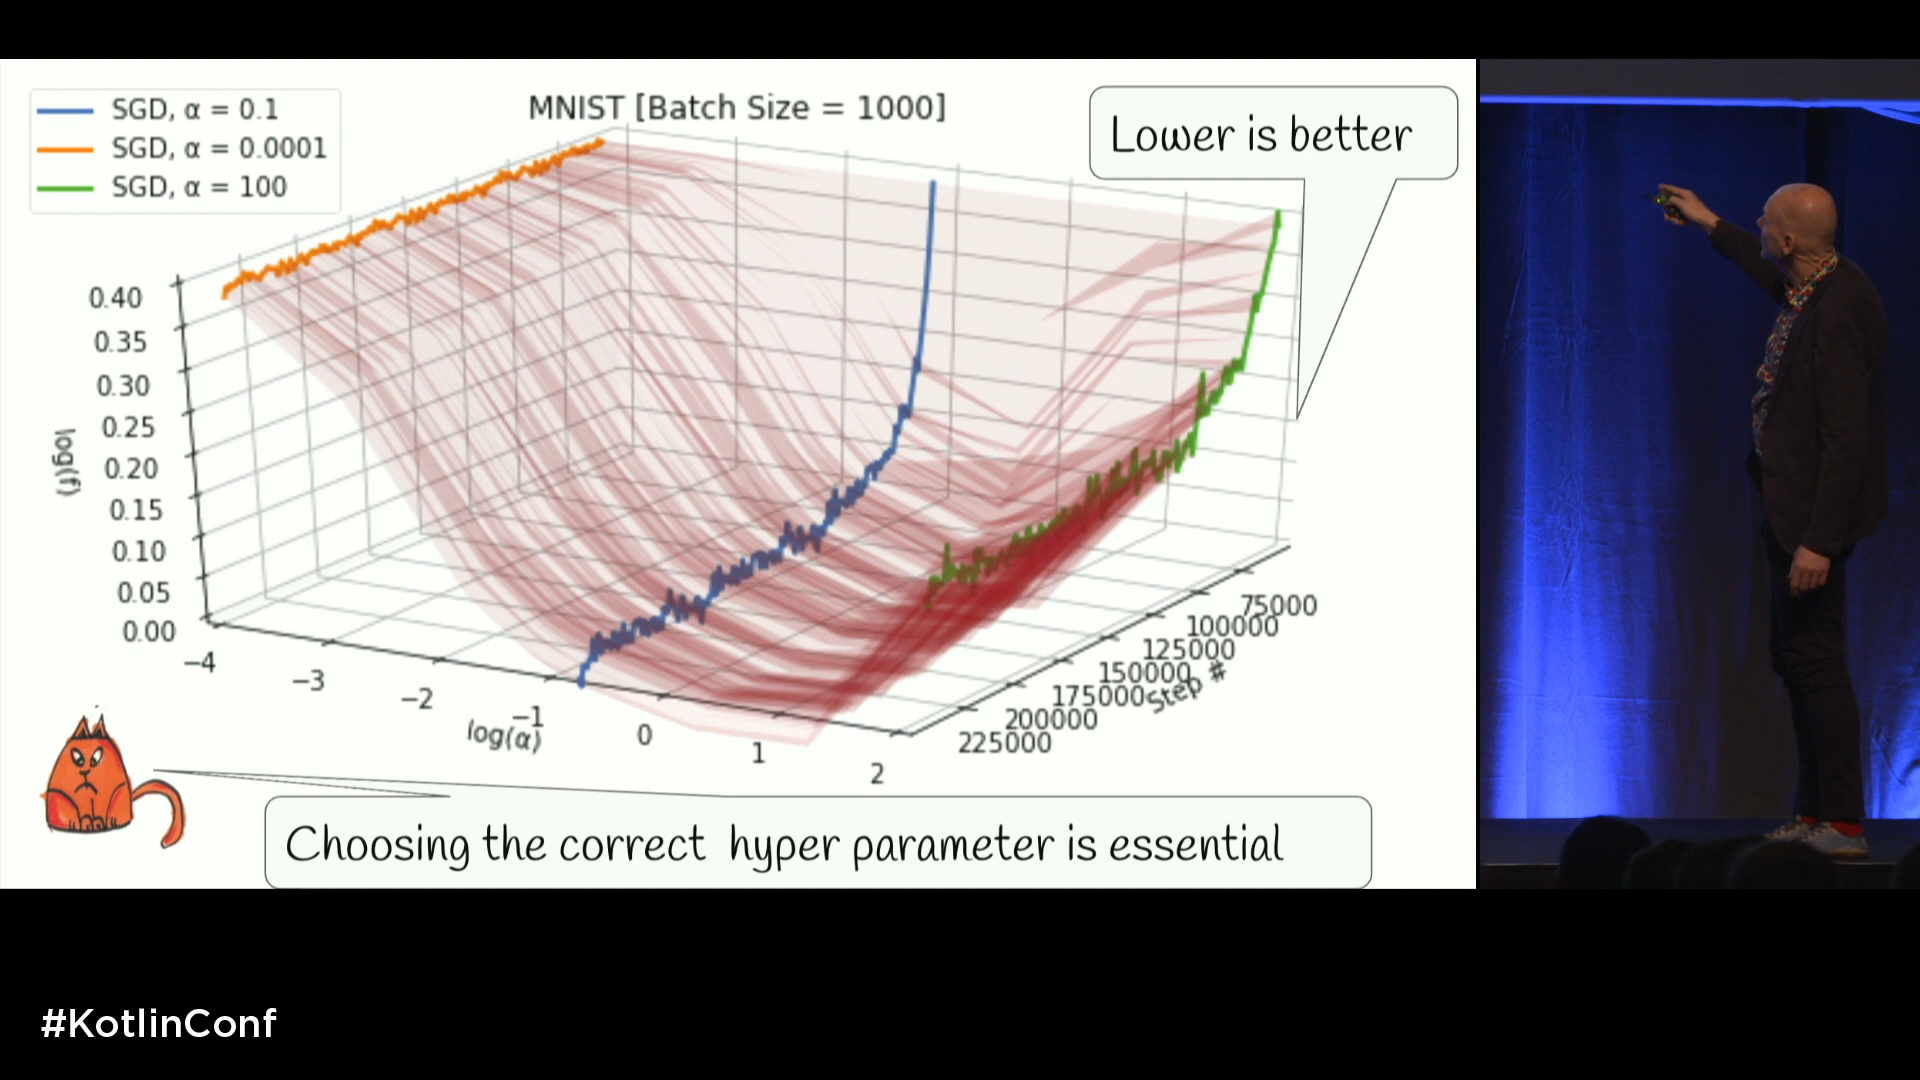 SGD, α = 0.1
SGD, α = 0.0001
SGD, α = 100
MNIST [Batch Size = 1000]
Lower is better
0.40
0.35
0.30
0.25
0.20
0.15
0.10
0.05
0.00
log(f)
−4
−3
−2
−1
0
1
2
log(α)
75000
100000
125000
150000
175000
200000
225000
Step #
Choosing the correct hyper parameter is essential
#KotlinConf